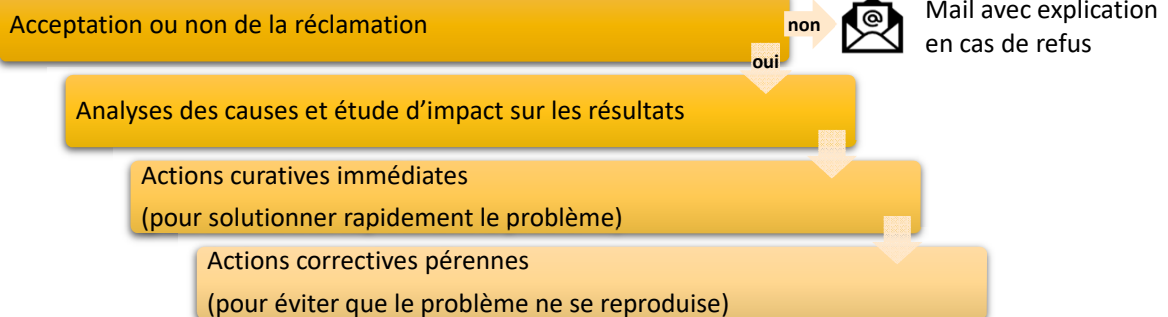 Acceptation ou non de la réclamation
non
Mail avec explication
en cas de refus
oui
Analyses des causes et étude d'impact sur les résultats
Actions curatives immédiates
(pour solutionner rapidement le problème)
Actions correctives pérennes
(pour éviter que le problème ne se reproduise)